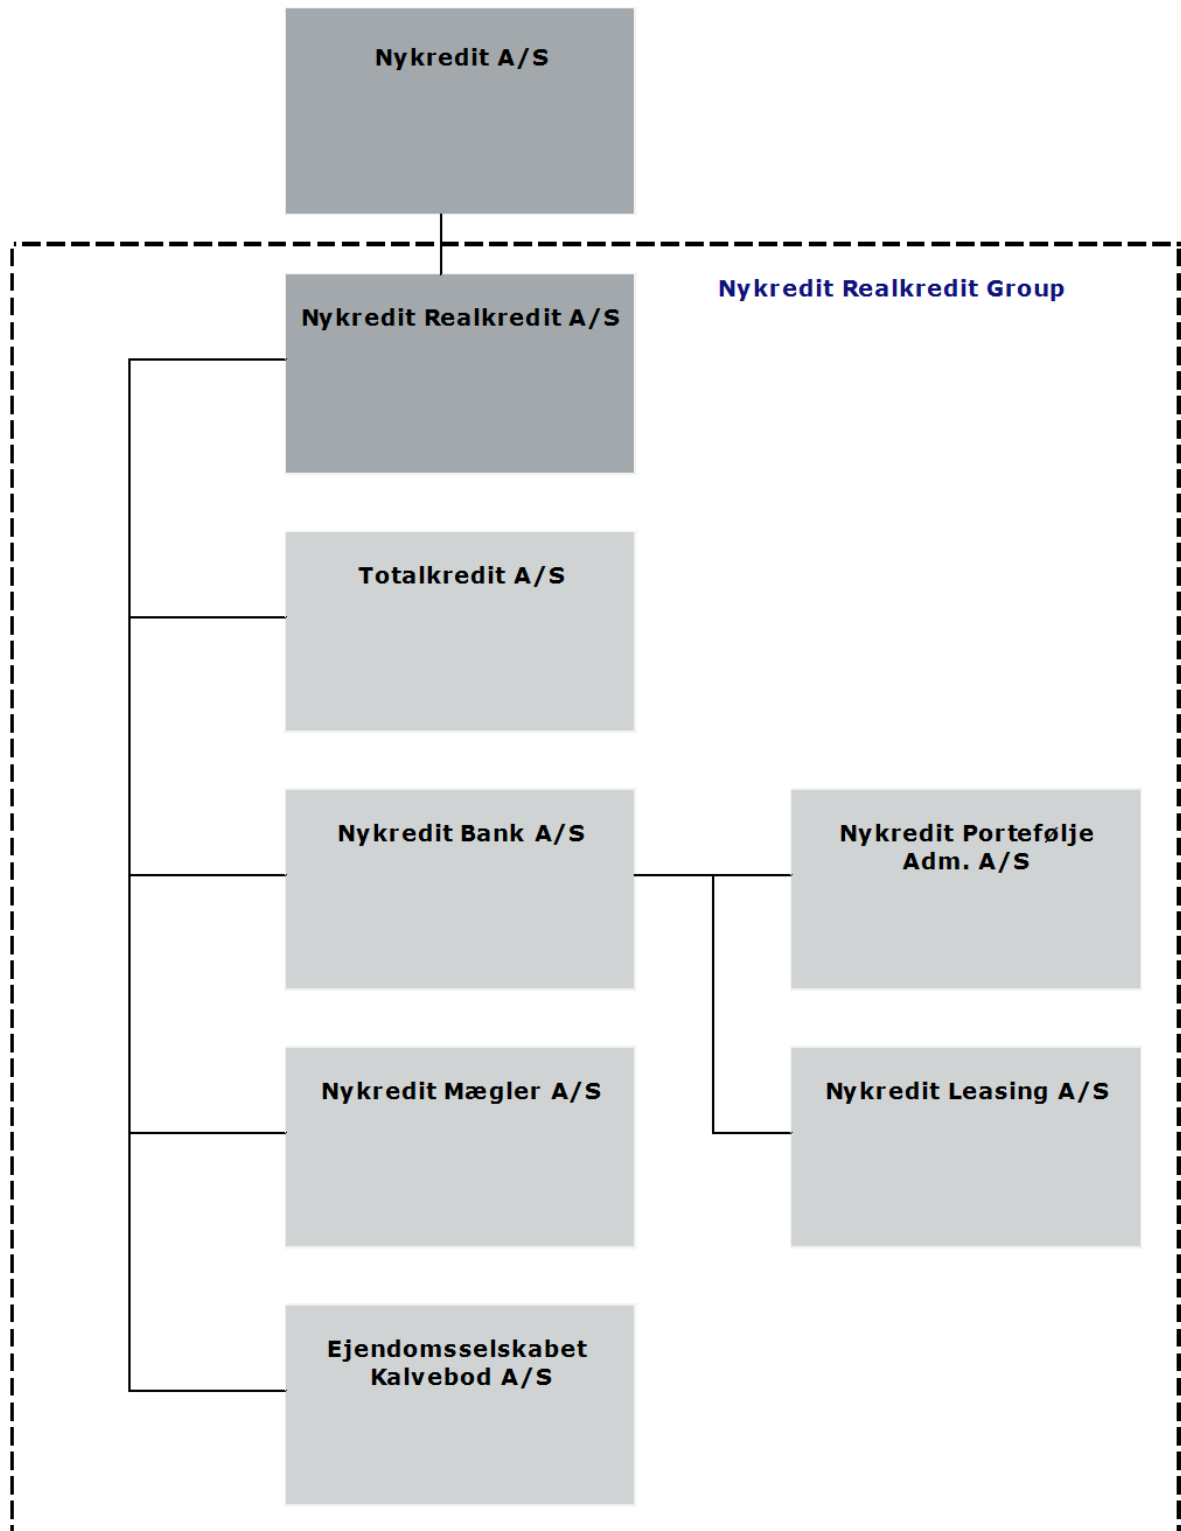 Nykredit A/S
Nykredit Realkredit Group
Nykredit Realkredit A/S
Totalkredit A/S
Nykredit Bank A/S
Nykredit Portefølje
Adm. A/S
Nykredit Mægler A/S
Nykredit Leasing A/S
Ejendomsselskabet
Kalvebod A/S